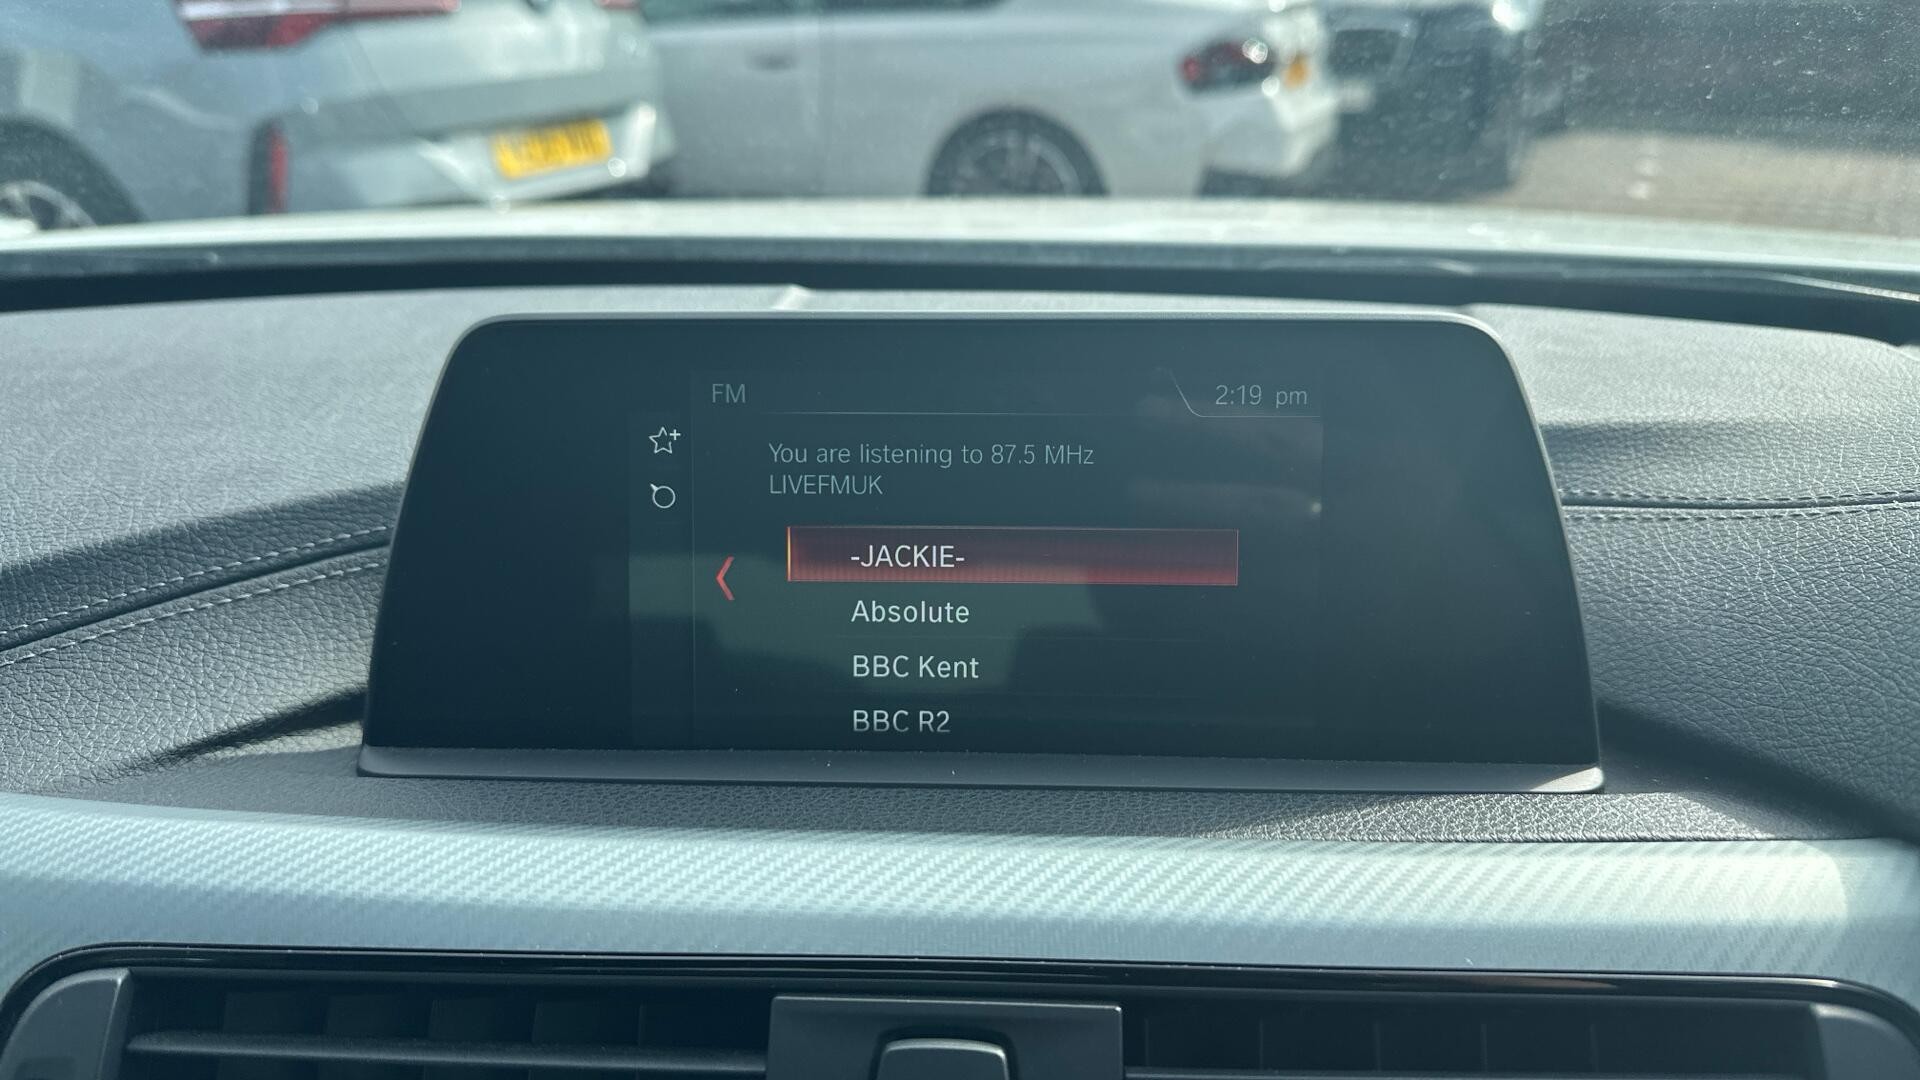 FM
2:19 pm
You are listening to 87.5 MHz
LIVEFMUK
-JACKIE-
Absolute
BBC Kent
BBC R2